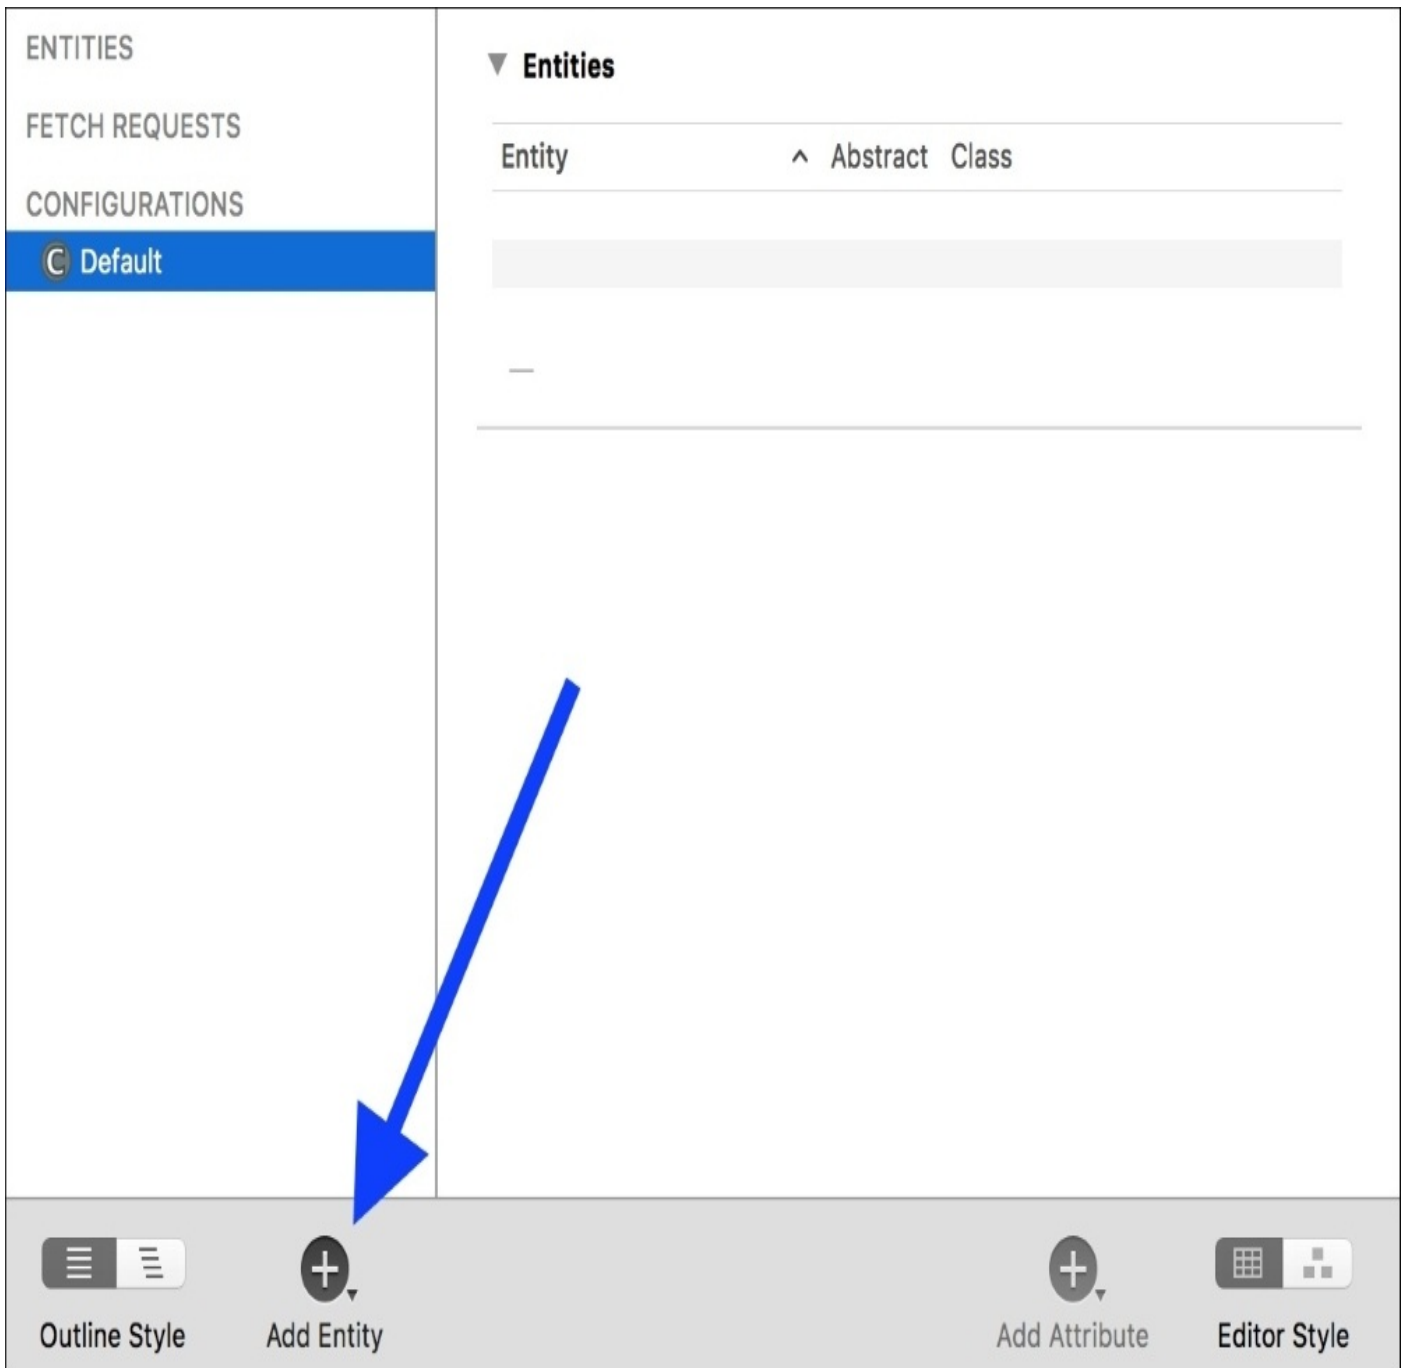 ENTITIES
FETCH REQUESTS
CONFIGURATIONS
C Default
Entities
Entity Abstract Class
Outline Style
Add Entity
Add Attribute
Editor Style